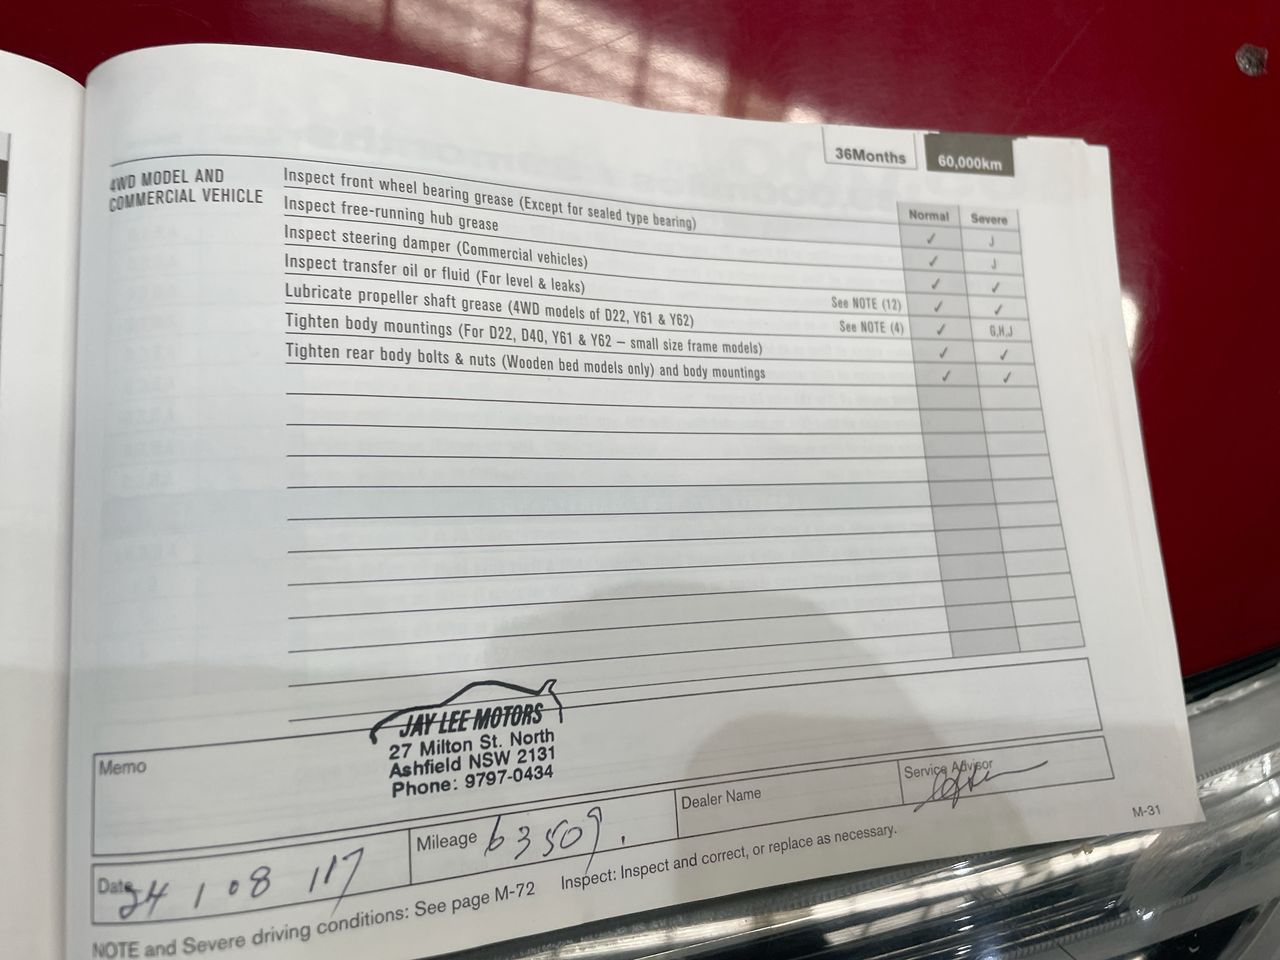 36Months 60,000km
4WD MODEL AND
COMMERCIAL VEHICLE
Normal Severe
Inspect front wheel bearing grease (Except for sealed type bearing) ✓ J
Inspect free-running hub grease ✓ J
Inspect steering damper (Commercial vehicles) ✓ ✓
Inspect transfer oil or fluid (For level & leaks) See NOTE (12) ✓ ✓
Lubricate propeller shaft grease (4WD models of D22, Y61 & Y62) See NOTE (4) ✓ G,H,J
Tighten body mountings (For D22, D40, Y61 & Y62 – small size frame models) ✓ ✓
Tighten rear body bolts & nuts (Wooden bed models only) and body mountings ✓ ✓
Memo
JAY LEE MOTORS
27 Milton St. North
Ashfield NSW 2131
Phone: 9797-0434
Date 24 / 08 / 17
Mileage 63509.
Dealer Name
Service Advisor
NOTE and Severe driving conditions: See page M-72 Inspect: Inspect and correct, or replace as necessary.
M-31